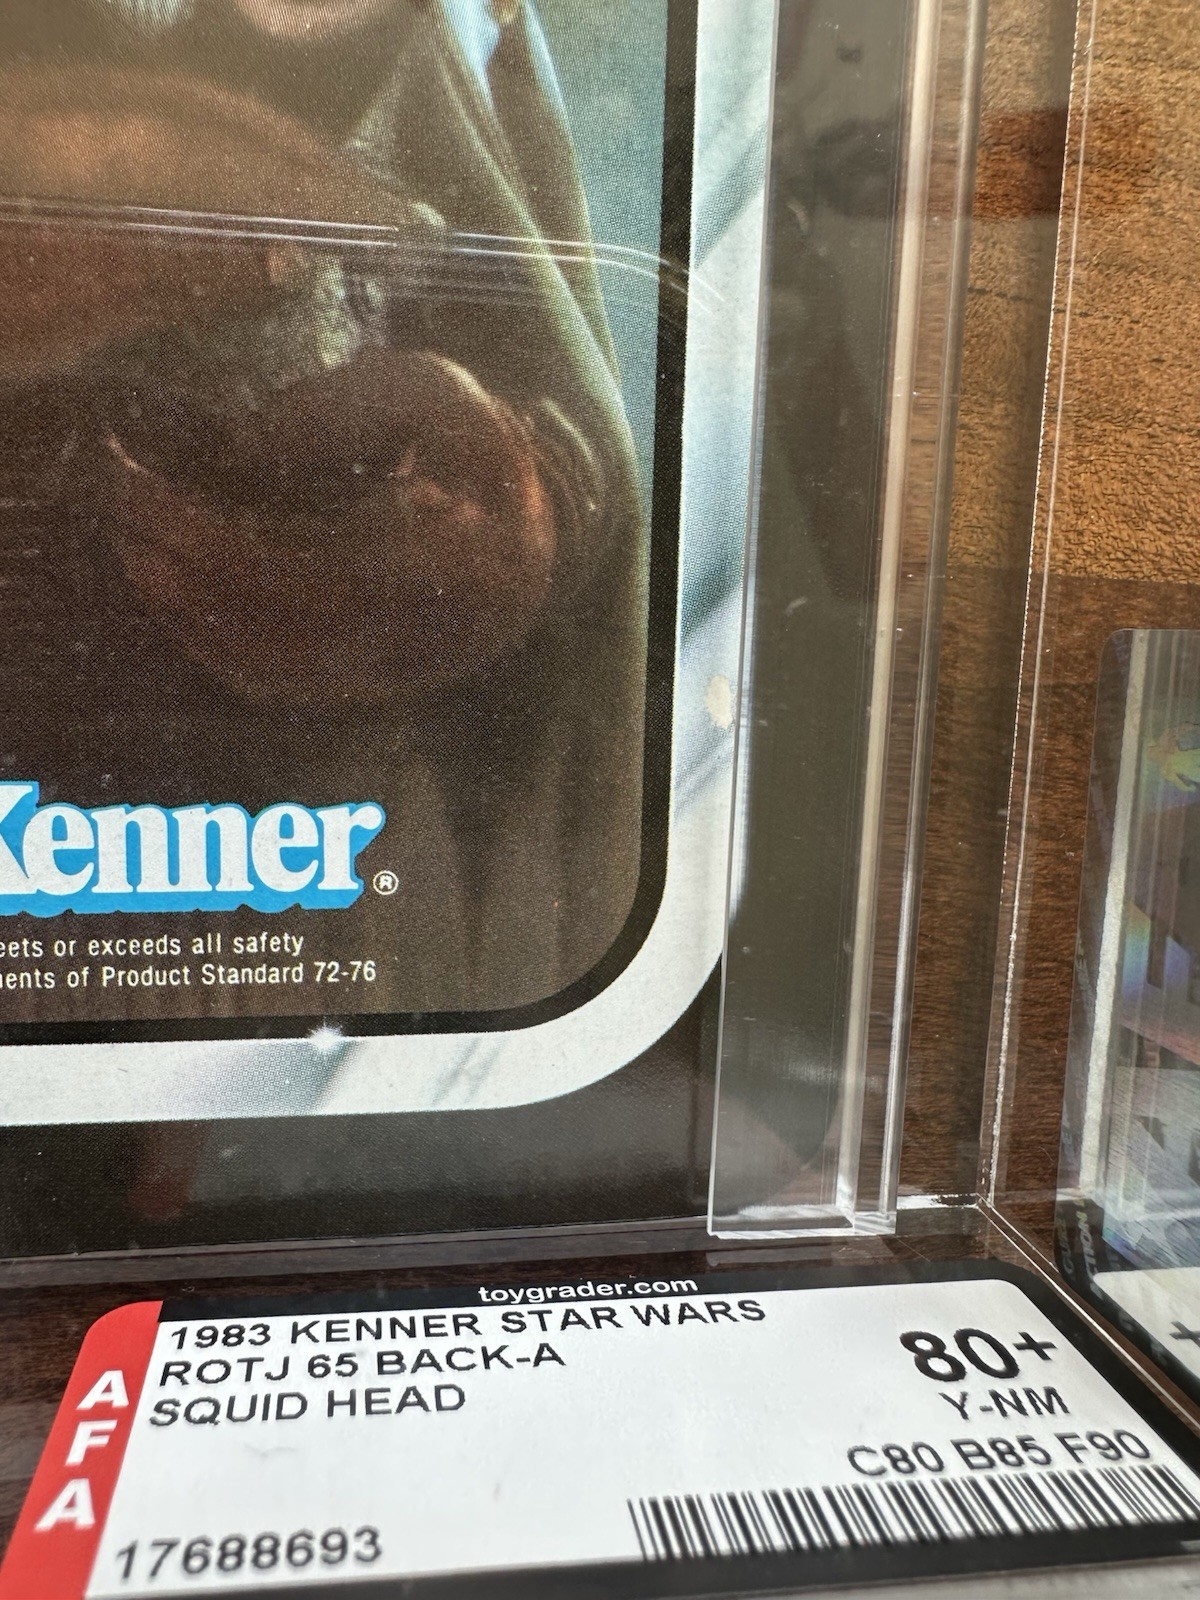 Kenner®
eets or exceeds all safety
ents of Product Standard 72-76
toygrader.com
1983 KENNER STAR WARS
ROTJ 65 BACK-A
SQUID HEAD
80+
Y-NM
C80 B85 F90
AFA
17688693